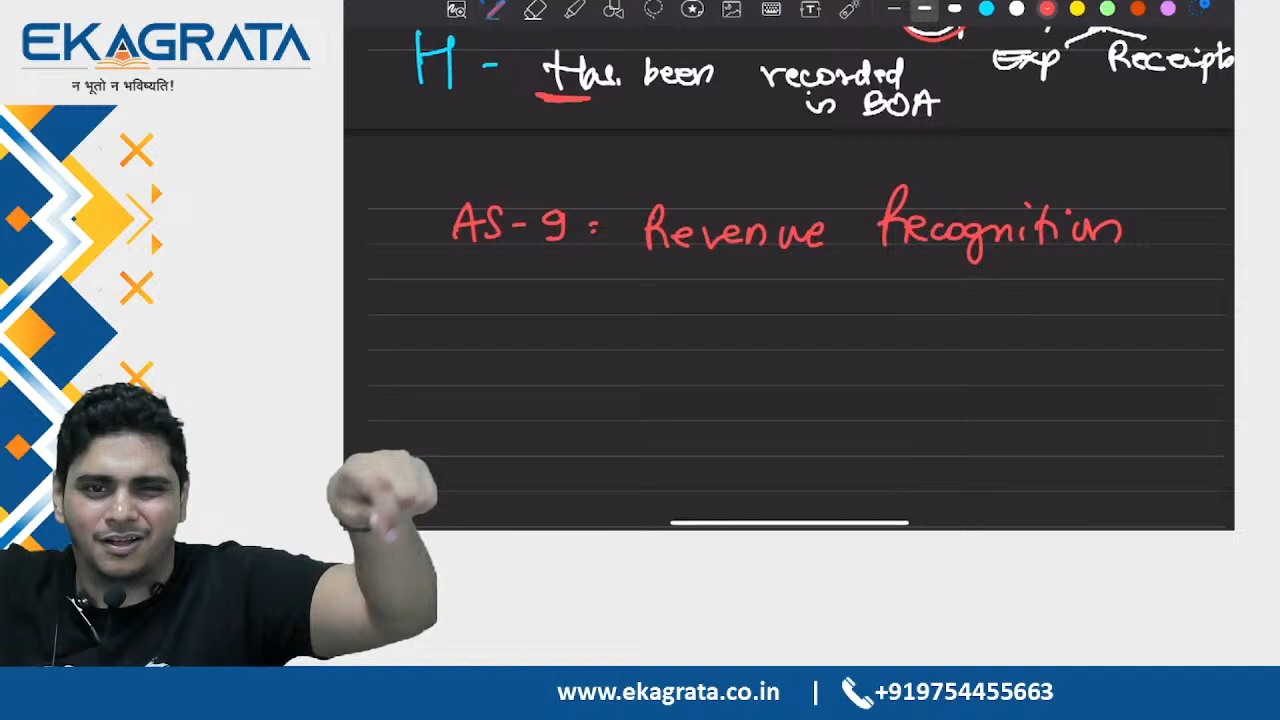 EKAGRATA
न भूतो न भविष्यति!
H - Has been recorded
in BOA
Exp Receipts
AS-9: Revenue Recognition
www.ekagrata.co.in | +919754455663